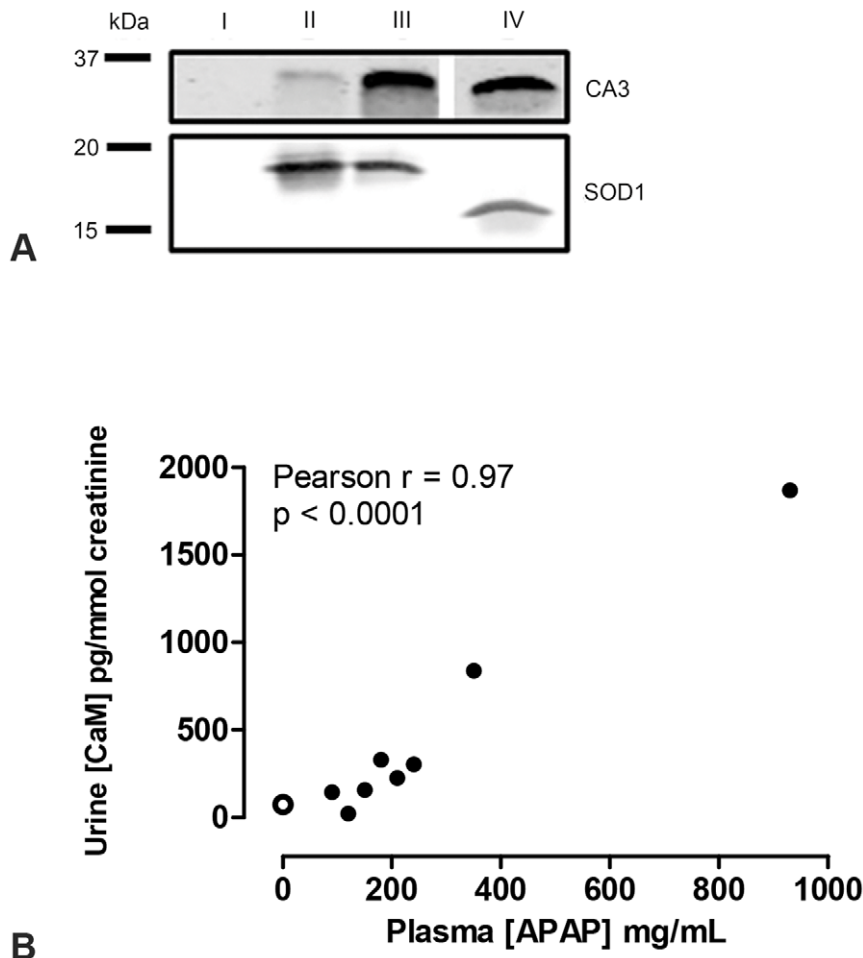 kDa I II III IV
37
CA3
20
SOD1
15
A
Urine [CaM] pg/mmol creatinine
2000
Pearson r = 0.97
p < 0.0001
1500
1000
500
0
0 200 400 600 800 1000
Plasma [APAP] mg/mL
B